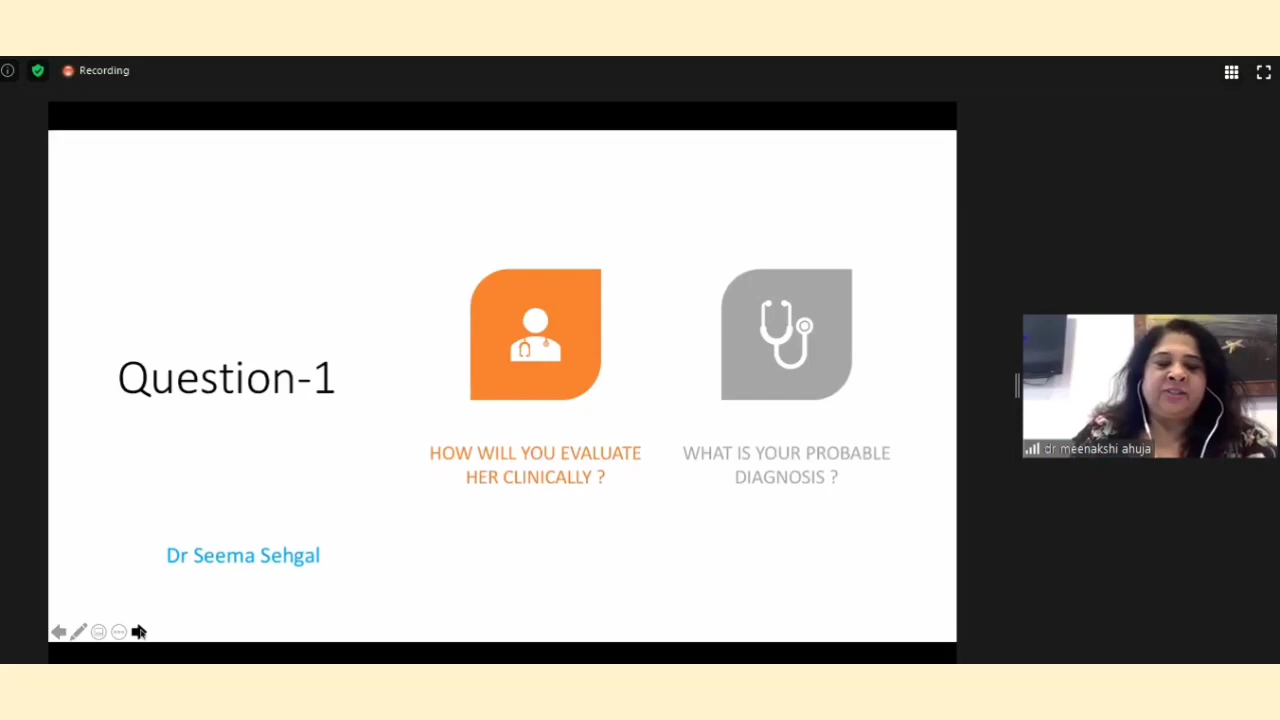 Recording
Question-1
HOW WILL YOU EVALUATE
HER CLINICALLY ?
WHAT IS YOUR PROBABLE
DIAGNOSIS ?
Dr Seema Sehgal
dr meenakshi ahuja